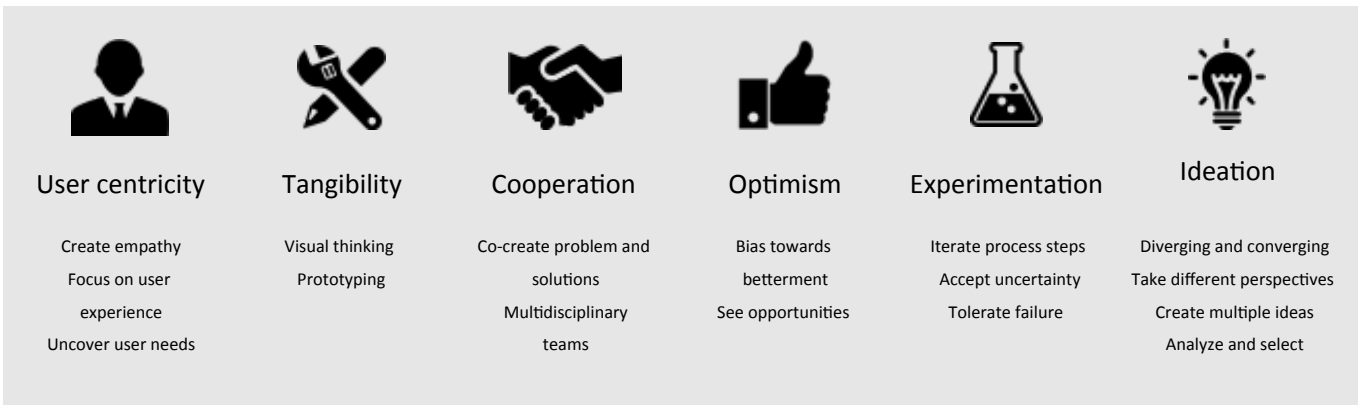 User centricity
Create empathy
Focus on user
experience
Uncover user needs
Tangibility
Visual thinking
Prototyping
Cooperation
Co-create problem and
solutions
Multidisciplinary
teams
Optimism
Bias towards
betterment
See opportunities
Experimentation
Iterate process steps
Accept uncertainty
Tolerate failure
Ideation
Diverging and converging
Take different perspectives
Create multiple ideas
Analyze and select